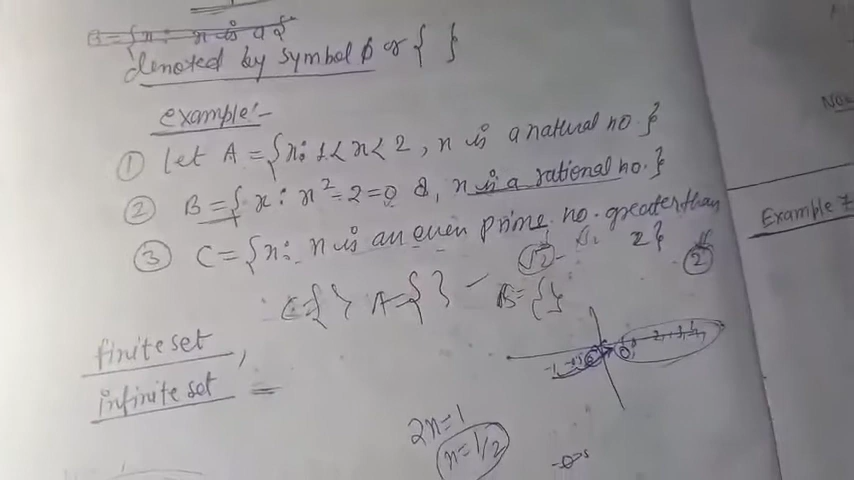 B = {x: x is a
denoted by symbol ϕ or { }
example:-
① Let A = {x: 1 < x < 2, x is a natural no.}
② B = { x : x² - 2 = 0 &, x is a rational no.}
③ C = {x: x is an even prime no. greater than
2}
√2
2
C = { } A = { } — B = { }
finite set,
infinite set =
2x = 1
x = 1/2
Example